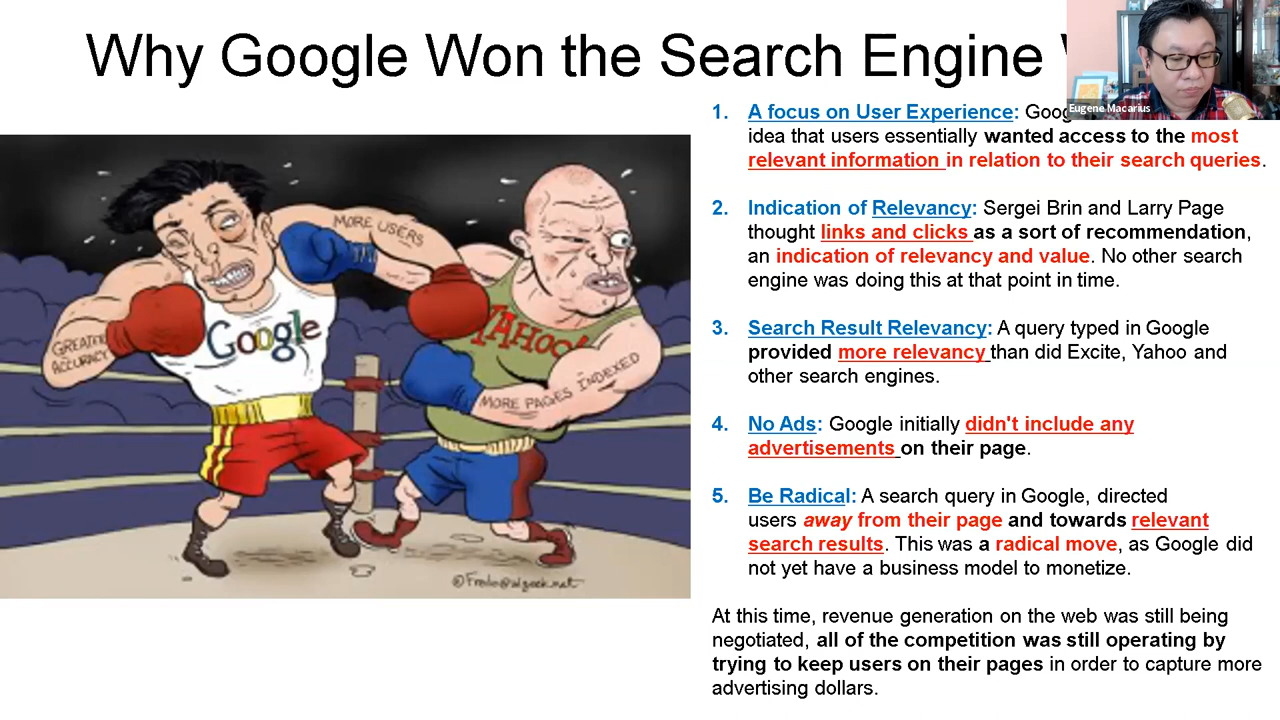 Why Google Won the Search Engine
Eugene Macarius
1. A focus on User Experience:
idea that users essentially wanted access to the most
relevant information in relation to their search queries.
2. Indication of Relevancy: Sergei Brin and Larry Page
thought links and clicks as a sort of recommendation,
an indication of relevancy and value. No other search
engine was doing this at that point in time.
3. Search Result Relevancy: A query typed in Google
provided more relevancy than did Excite, Yahoo and
other search engines.
4. No Ads: Google initially didn't include any
advertisements on their page.
5. Be Radical: A search query in Google, directed
users away from their page and towards relevant
search results. This was a radical move, as Google did
not yet have a business model to monetize.
At this time, revenue generation on the web was still being
negotiated, all of the competition was still operating by
trying to keep users on their pages in order to capture more
advertising dollars.
MORE USERS
GREATER
ACCURACY
Google
YAHOO!
MORE PAGES INDEXED